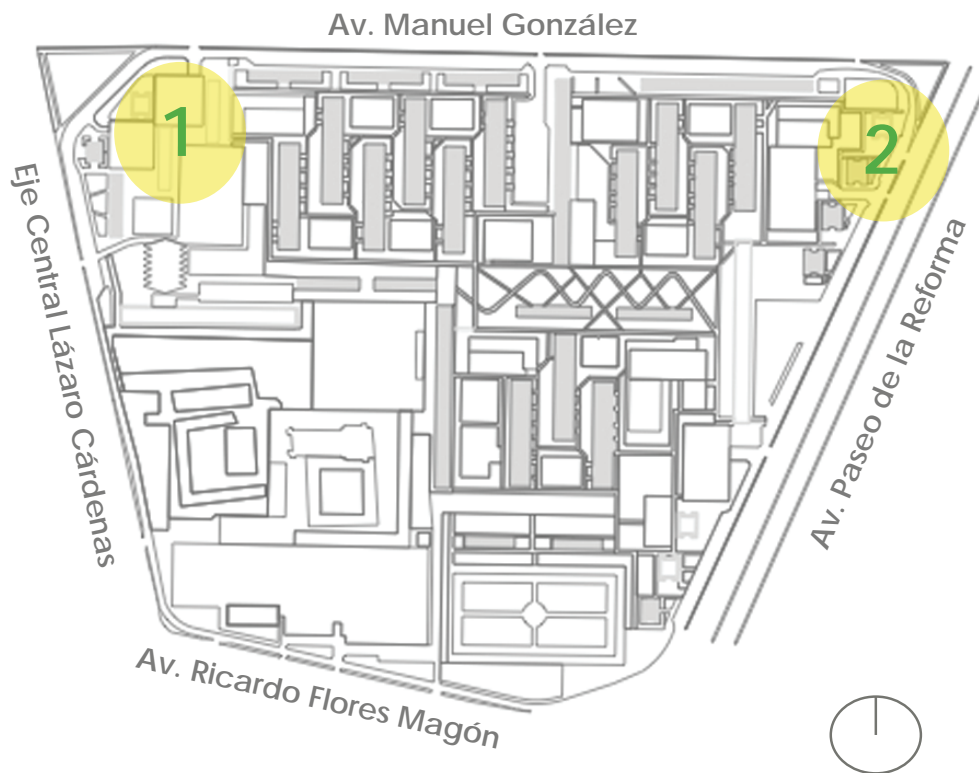 Av. Manuel González
1
2
Eje Central Lázaro Cárdenas
Av. Paseo de la Reforma
Av. Ricardo Flores Magón